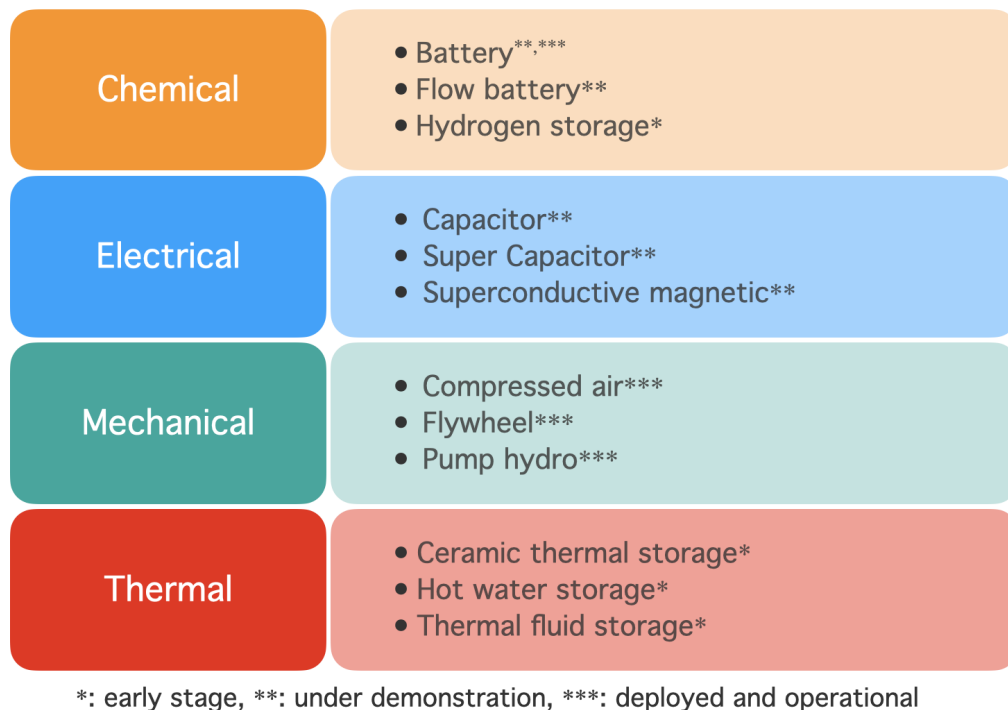 Chemical
• Battery**,***
• Flow battery**
• Hydrogen storage*
Electrical
• Capacitor**
• Super Capacitor**
• Superconductive magnetic**
Mechanical
• Compressed air***
• Flywheel***
• Pump hydro***
Thermal
• Ceramic thermal storage*
• Hot water storage*
• Thermal fluid storage*
*: early stage, **: under demonstration, ***: deployed and operational